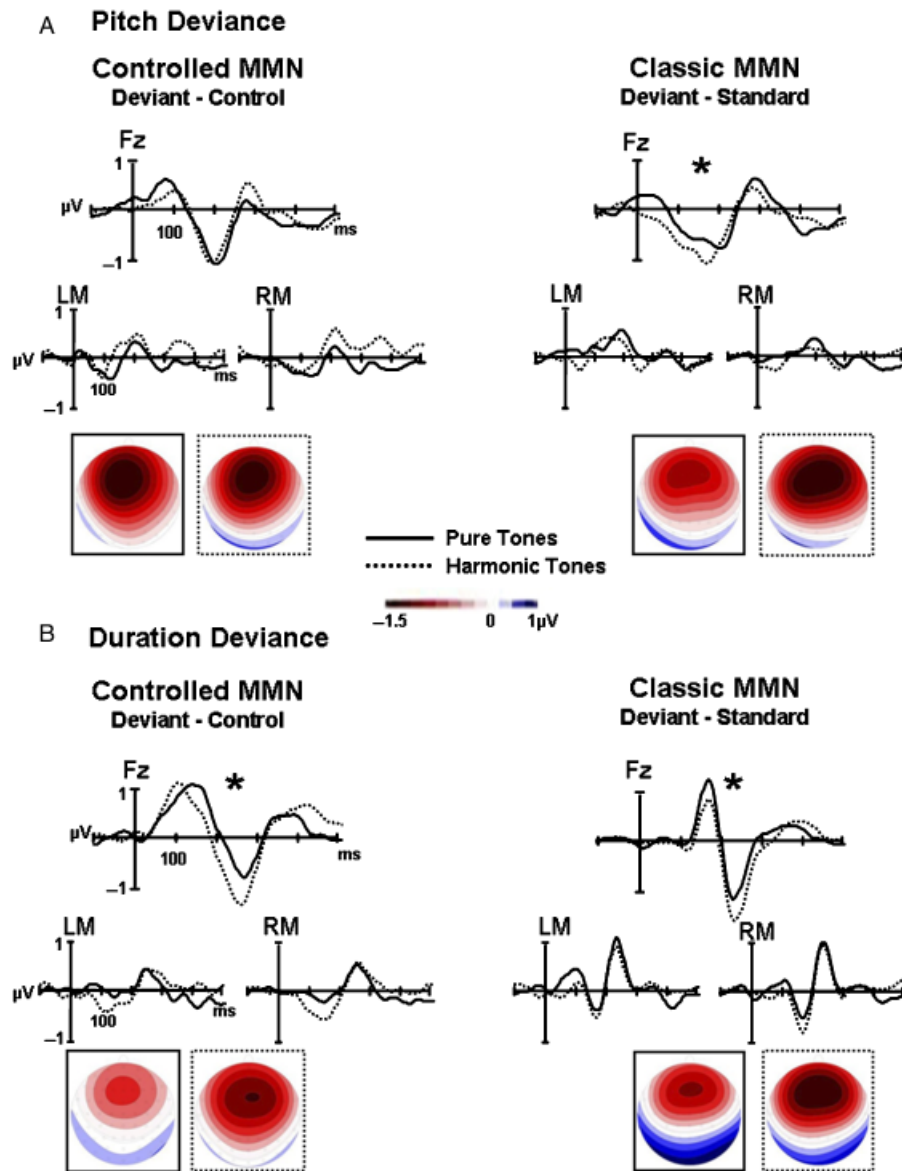 A Pitch Deviance
Controlled MMN
Deviant - Control
Classic MMN
Deviant - Standard
Fz
1
µV
100
ms
–1
Fz
*
LM
1
µV
100
ms
–1
RM
LM
RM
Pure Tones
Harmonic Tones
–1.5 0 1µV
B Duration Deviance
Controlled MMN
Deviant - Control
Classic MMN
Deviant - Standard
Fz
*
1
µV
100
ms
–1
Fz
*
LM
1
µV
100
ms
–1
RM
LM
RM